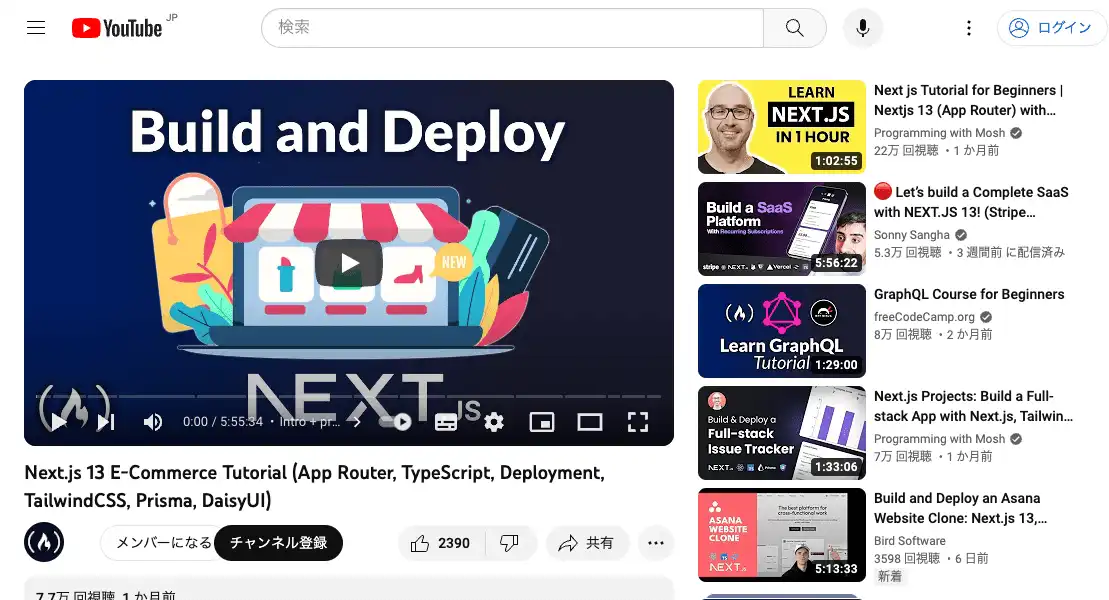 YouTube JP
検索
ログイン
Build and Deploy
NEW
NEXT.JS
0:00 / 5:55:34 • Intro + pr...
Next.js 13 E-Commerce Tutorial (App Router, TypeScript, Deployment,
TailwindCSS, Prisma, DaisyUI)
メンバーになる
チャンネル登録
2390
共有
7.7万 回視聴 1 か月前
LEARN
NEXT.JS
IN 1 HOUR
1:02:55
Next js Tutorial for Beginners |
Nextjs 13 (App Router) with…
Programming with Mosh
22万 回視聴 ・1 か月前
Build a SaaS
Platform
With Recurring Subscriptions
stripe NEXT.JS Vercel
5:56:22
Let's build a Complete SaaS
with NEXT.JS 13! (Stripe…
Sonny Sangha
5.3万 回視聴 ・3 週間前 に配信済み
Learn GraphQL
Tutorial
1:29:00
GraphQL Course for Beginners
freeCodeCamp.org
8万 回視聴 ・2 か月前
Build & Deploy a
Full-stack
Issue Tracker
NEXT.JS Prisma
1:33:06
Next.js Projects: Build a Full-
stack App with Next.js, Tailwin…
Programming with Mosh
7万 回視聴 ・1 か月前
ASANA
WEBSITE
CLONE
NEXT.JS
The best platform for
cross-functional work
5:13:33
Build and Deploy an Asana
Website Clone: Next.js 13,…
Bird Software
3598 回視聴 ・6 日前
新着